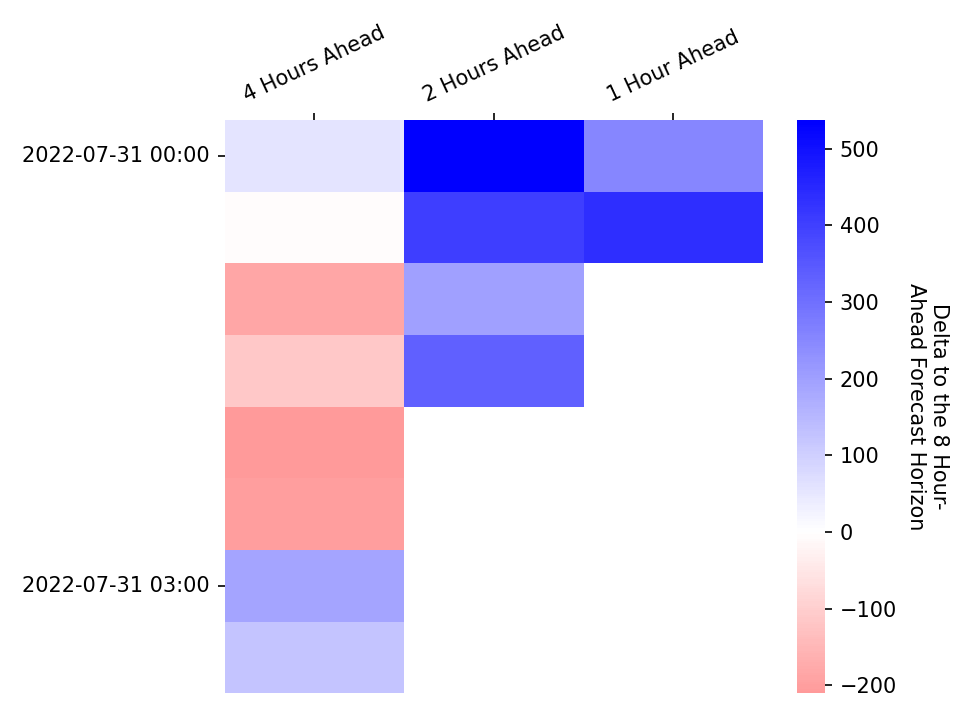 4 Hours Ahead
2 Hours Ahead
1 Hour Ahead
2022-07-31 00:00
2022-07-31 03:00
500
400
300
200
100
0
−100
−200
Delta to the 8 Hour-
Ahead Forecast Horizon